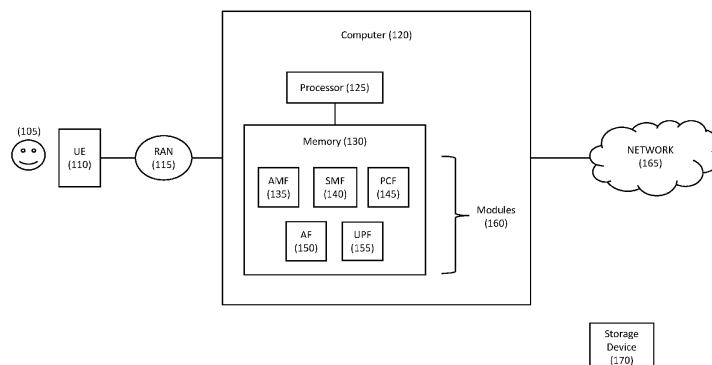 Computer (120)
Processor (125)
(105)
UE
(110)
RAN
(115)
Memory (130)
AMF
(135)
SMF
(140)
PCF
(145)
AF
(150)
UPF
(155)
Modules
(160)
NETWORK
(165)
Storage
Device
(170)